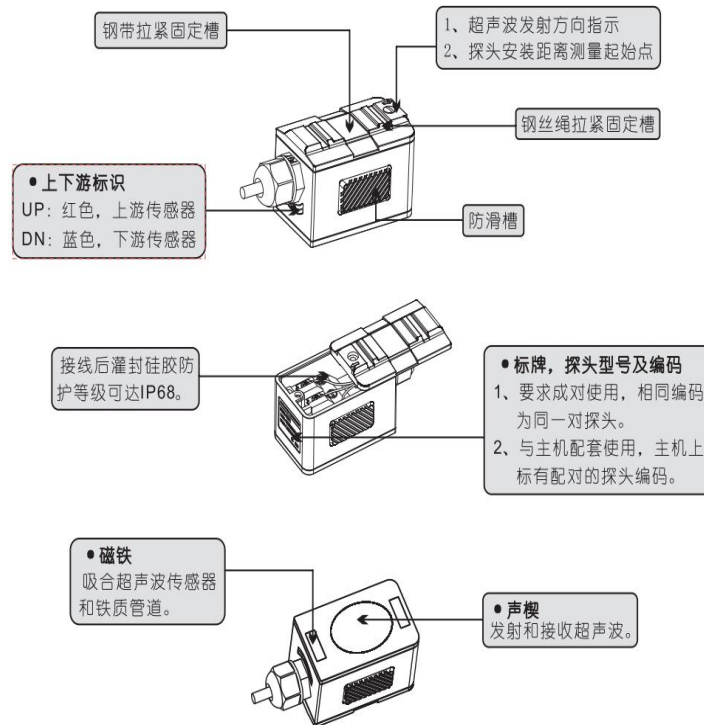 钢带拉紧固定槽
1、超声波发射方向指示
2、探头安装距离测量起始点
钢丝绳拉紧固定槽
●上下游标识
UP：红色，上游传感器
DN：蓝色，下游传感器
防滑槽
接线后灌封硅胶防
护等级可达IP68。
●标牌，探头型号及编码
1、要求成对使用，相同编码
为同一对探头。
2、与主机配套使用，主机上
标有配对的探头编码。
●磁铁
吸合超声波传感器
和铁质管道。
●声楔
发射和接收超声波。